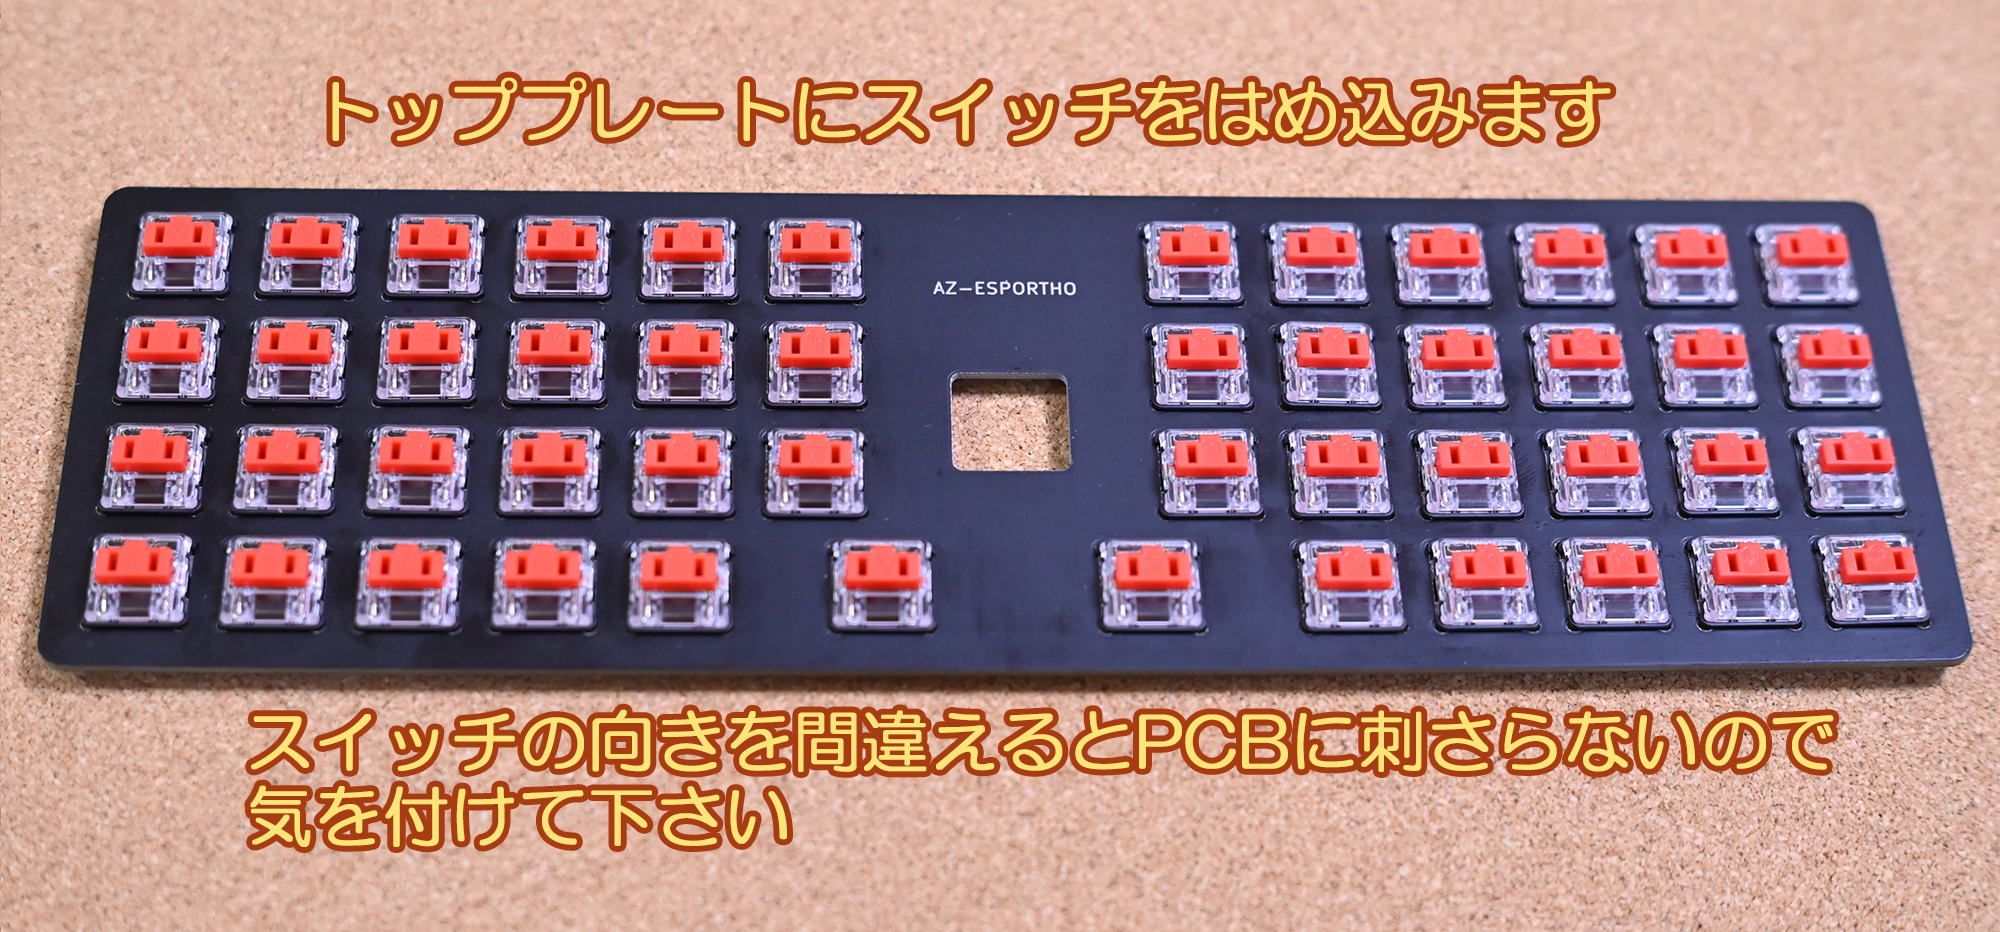 トッププレートにスイッチをはめ込みます
AZ-ESPORTHO
スイッチの向きを間違えるとPCBに刺さらないので
気を付けて下さい